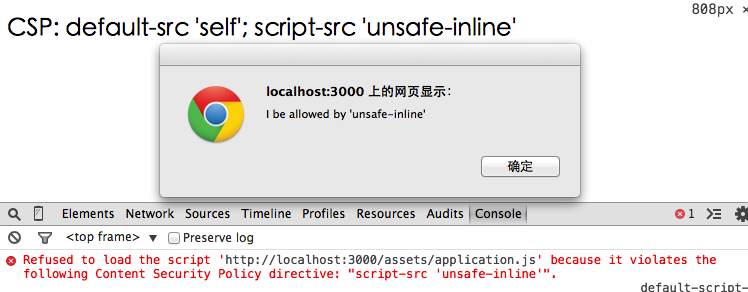 808px ×
CSP: default-src 'self'; script-src 'unsafe-inline'
localhost:3000 上的网页显示：
I be allowed by 'unsafe-inline'
确定
Elements Network Sources Timeline Profiles Resources Audits Console 1
<top frame> ▼ Preserve log
Refused to load the script 'http://localhost:3000/assets/application.js' because it violates the
following Content Security Policy directive: "script-src 'unsafe-inline'".
default-script-